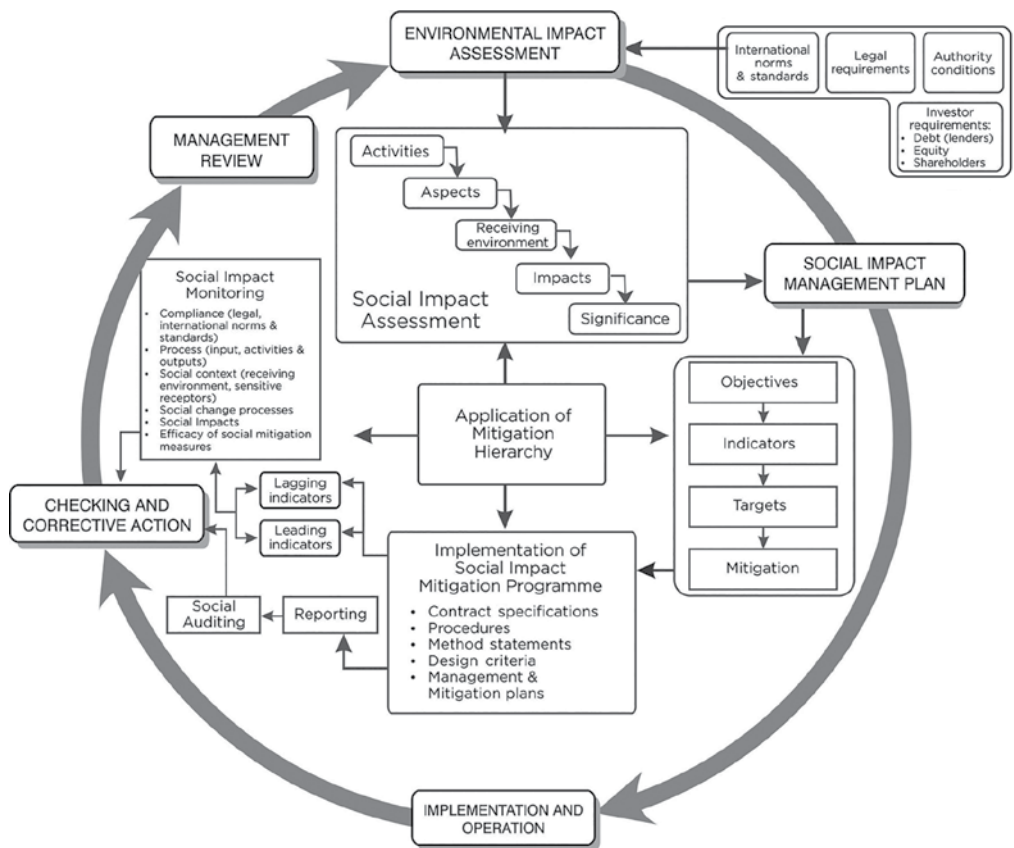 ENVIRONMENTAL IMPACT
ASSESSMENT
International
norms
& standards
Legal
requirements
Authority
conditions
Investor
requirements:
• Debt (lenders)
• Equity
• Shareholders
MANAGEMENT
REVIEW
Activities
Aspects
Receiving
environment
Impacts
Significance
Social Impact
Assessment
SOCIAL IMPACT
MANAGEMENT PLAN
Social Impact
Monitoring
• Compliance (legal,
international norms &
standards)
• Process (input, activities &
outputs)
• Social context (receiving
environment, sensitive
receptors)
• Social change processes
• Social Impacts
• Efficacy of social mitigation
measures
Application of
Mitigation
Hierarchy
Objectives
Indicators
Targets
Mitigation
CHECKING AND
CORRECTIVE ACTION
Lagging
indicators
Leading
indicators
Social
Auditing
Reporting
Implementation of
Social Impact
Mitigation Programme
• Contract specifications
• Procedures
• Method statements
• Design criteria
• Management &
Mitigation plans
IMPLEMENTATION AND
OPERATION